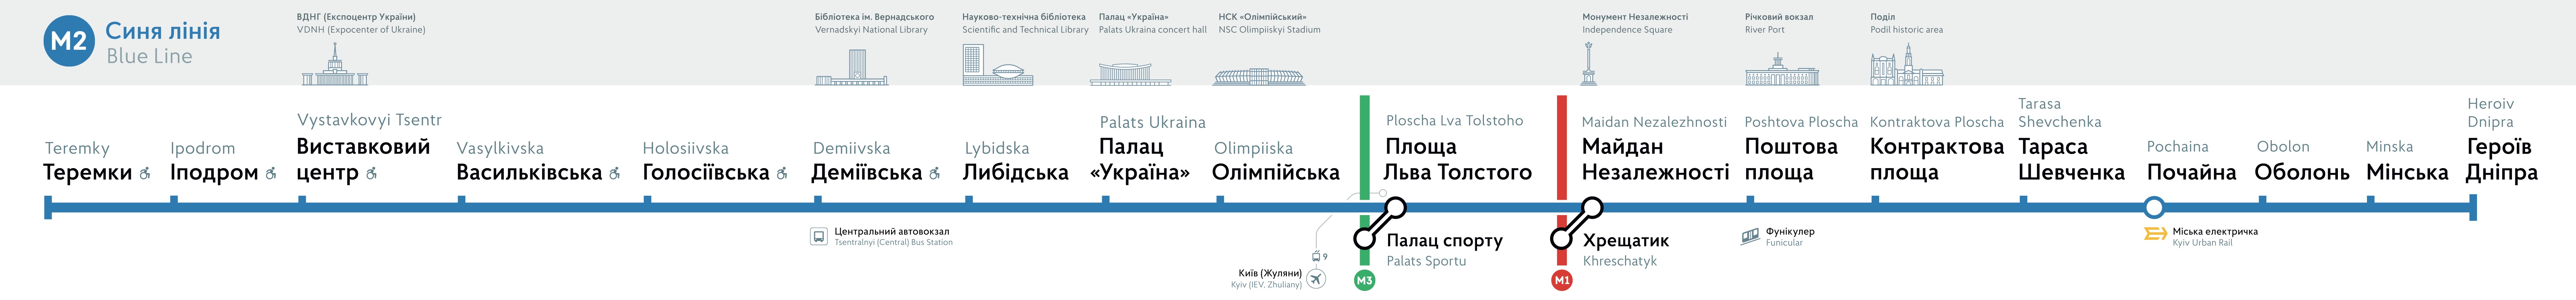 M2
Синя лінія
Blue Line
ВДНГ (Експоцентр України)
VDNH (Expocenter of Ukraine)
Бібліотека ім. Вернадського
Vernadskyi National Library
Науково-технічна бібліотека
Scientific and Technical Library
Палац «Україна»
Palats Ukraina concert hall
НСК «Олімпійський»
NSC Olimpiiskyi Stadium
Монумент Незалежності
Independence Square
Річковий вокзал
River Port
Поділ
Podil historic area
Teremky
Теремки
Ipodrom
Іподром
Vystavkovyi Tsentr
Виставковий
центр
Vasylkivska
Васильківська
Holosiivska
Голосіївська
Demiivska
Деміївська
Lybidska
Либідська
Palats Ukraina
Палац
«Україна»
Olimpiiska
Олімпійська
Ploscha Lva Tolstoho
Площа
Льва Толстого
Maidan Nezalezhnosti
Майдан
Незалежності
Poshtova Ploscha
Поштова
площа
Kontraktova Ploscha
Контрактова
площа
Tarasa
Shevchenka
Тараса
Шевченка
Pochaina
Почайна
Obolon
Оболонь
Minska
Мінська
Heroiv
Dnipra
Героїв
Дніпра
Центральний автовокзал
Tsentralnyi (Central) Bus Station
9
Київ (Жуляни)
Kyiv (IEV, Zhuliany)
Палац спорту
Palats Sportu
M3
Хрещатик
Khreschatyk
M1
Фунікулер
Funicular
Міська електричка
Kyiv Urban Rail